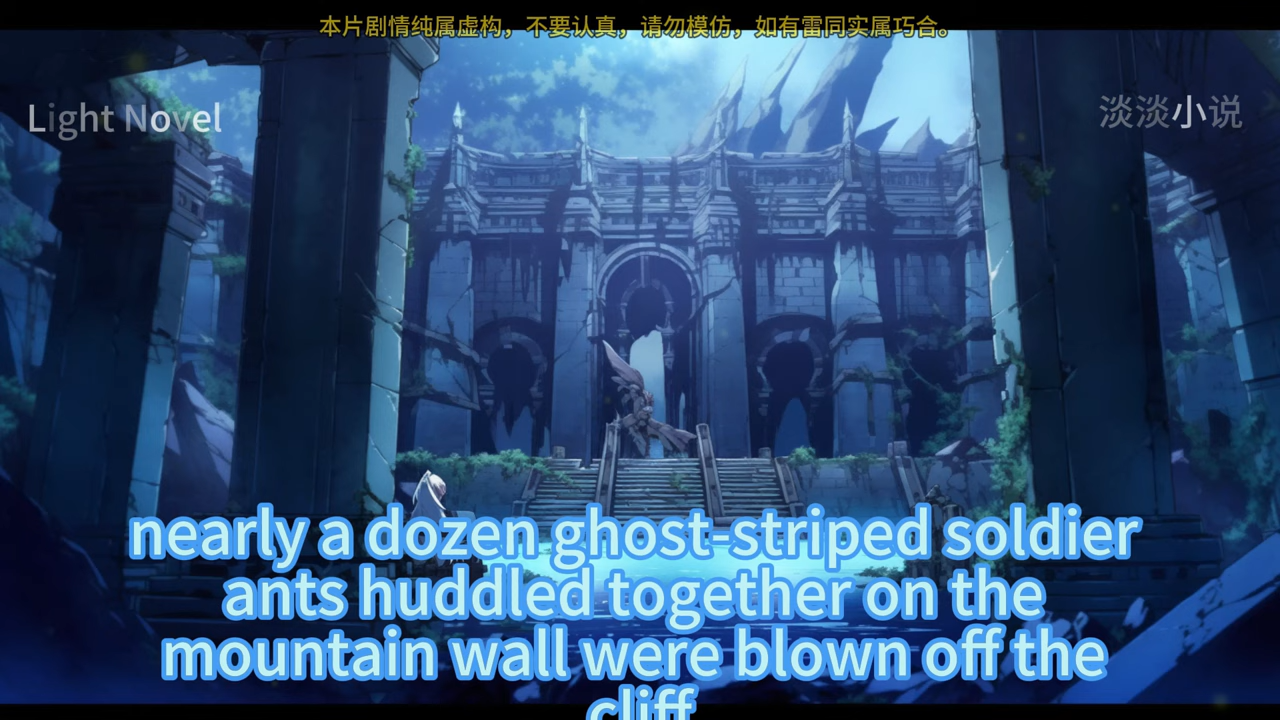 本片剧情纯属虚构，不要认真，请勿模仿，如有雷同实属巧合。
Light Novel
淡淡小说
nearly a dozen ghost-striped soldier
ants huddled together on the
mountain wall were blown off the
cliff